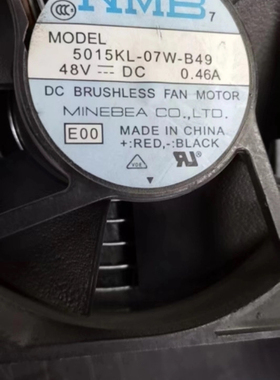 NMB 7
MODEL
5015KL-07W-B49
48V ⎓ DC 0.46A
DC BRUSHLESS FAN MOTOR
MINEBEA CO.,LTD.
E00 MADE IN CHINA
+:RED,-:BLACK